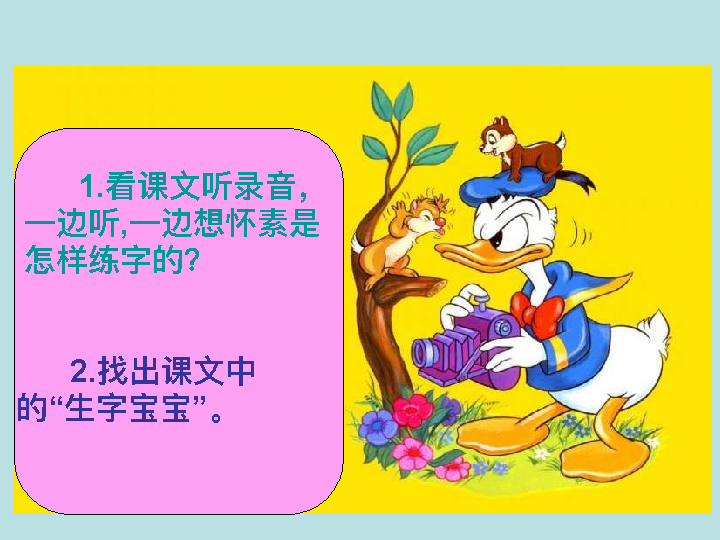 1.看课文听录音，
一边听,一边想怀素是
怎样练字的?
2.找出课文中
的“生字宝宝”。